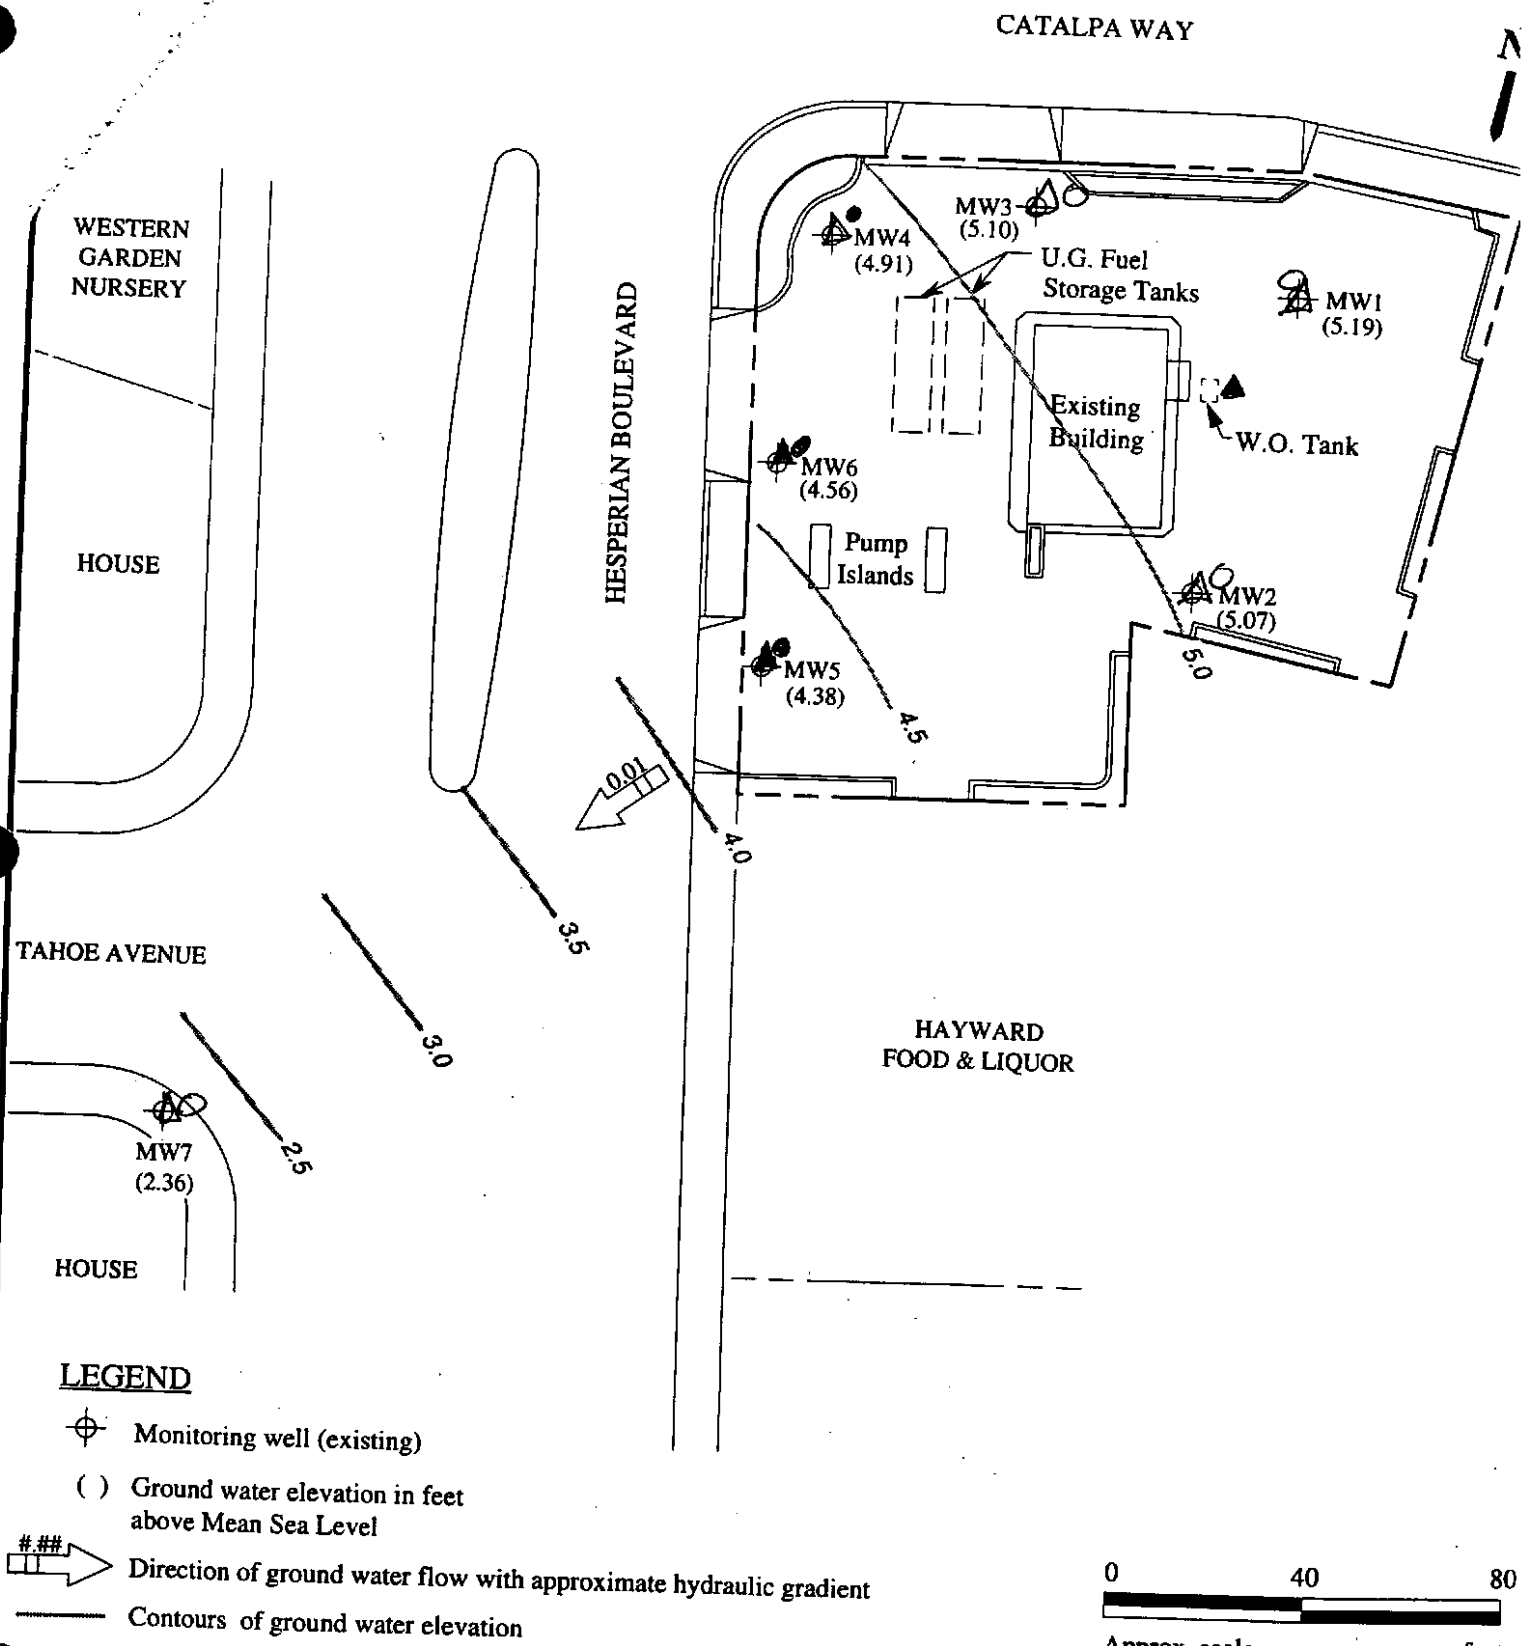 CATALPA WAY
N
WESTERN
GARDEN
NURSERY
HESPERIAN BOULEVARD
MW4
(4.91)
MW3
(5.10)
U.G. Fuel
Storage Tanks
MW1
(5.19)
Existing
Building
W.O. Tank
MW6
(4.56)
HOUSE
Pump
Islands
MW2
(5.07)
5.0
MW5
(4.38)
4.5
0.01
4.0
3.5
TAHOE AVENUE
3.0
HAYWARD
FOOD & LIQUOR
2.5
MW7
(2.36)
HOUSE
LEGEND
Monitoring well (existing)
( ) Ground water elevation in feet
above Mean Sea Level
#.## Direction of ground water flow with approximate hydraulic gradient
Contours of ground water elevation
0 40 80